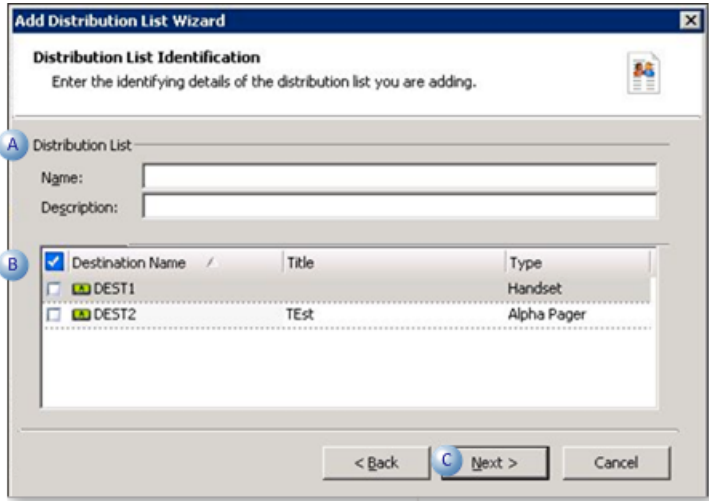 Add Distribution List Wizard
Distribution List Identification
Enter the identifying details of the distribution list you are adding.
A Distribution List
Name:
Description:
B Destination Name Title Type
DEST1 Handset
DEST2 TEst Alpha Pager
< Back C Next > Cancel